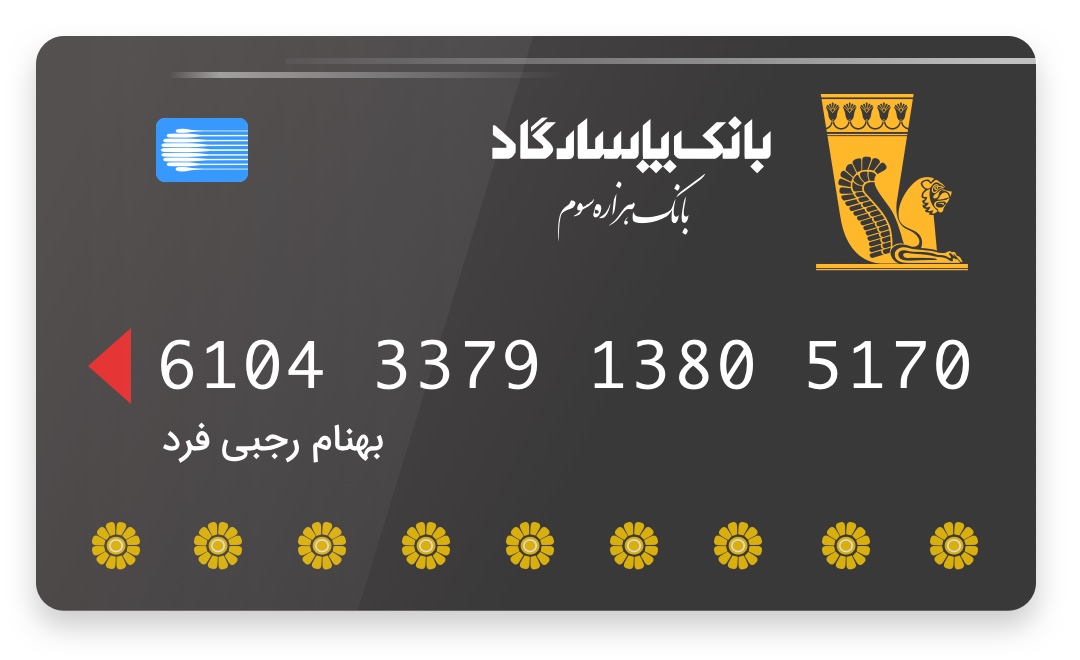 بانک پاسارگاد
بانک هزاره سوم
6104 3379 1380 5170
بهنام رجبی فرد